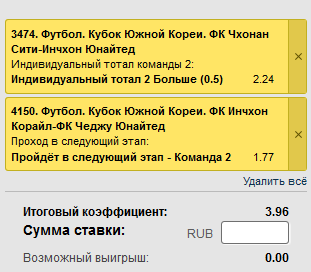 3474. Футбол. Кубок Южной Кореи. ФК Чхонан
Сити-Инчхон Юнайтед
Индивидуальный тотал команды 2:
Индивидуальный тотал 2 Больше (0.5) 2.24
×
4150. Футбол. Кубок Южной Кореи. ФК Инчхон
Корайл-ФК Чеджу Юнайтед
Проход в следующий этап:
Пройдёт в следующий этап - Команда 2 1.77
×
Удалить всё
Итоговый коэффициент: 3.96
Сумма ставки: RUB
Возможный выигрыш: 0.00